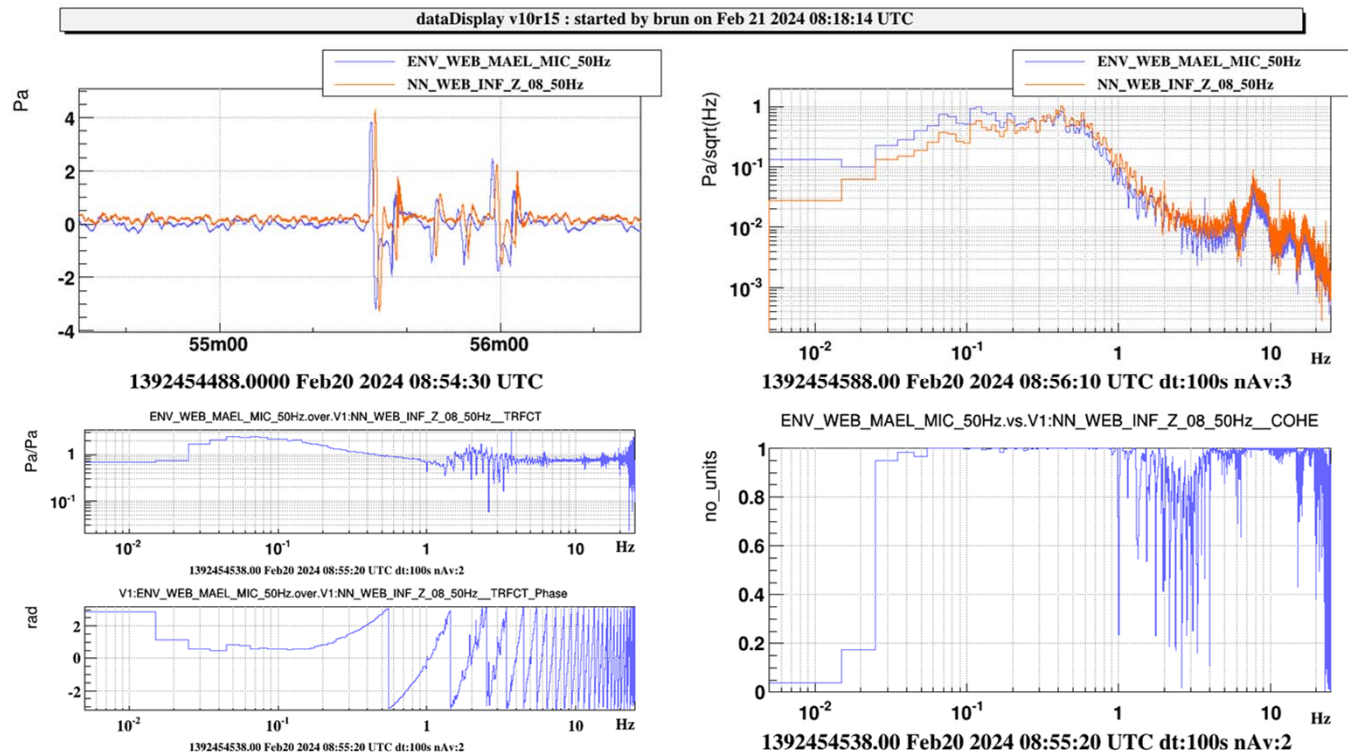 dataDisplay v10r15 : started by brun on Feb 21 2024 08:18:14 UTC
ENV_WEB_MAEL_MIC_50Hz
NN_WEB_INF_Z_08_50Hz
Pa
4
2
0
−2
−4
55m00
56m00
1392454488.0000 Feb20 2024 08:54:30 UTC
ENV_WEB_MAEL_MIC_50Hz
NN_WEB_INF_Z_08_50Hz
Pa/sqrt(Hz)
1
10-1
10-2
10-3
10-2
10-1
1
10
Hz
1392454588.00 Feb20 2024 08:56:10 UTC dt:100s nAv:3
ENV_WEB_MAEL_MIC_50Hz.over.V1:NN_WEB_INF_Z_08_50Hz__TRFCT
Pa/Pa
1
10-1
10-2
10-1
1
10
Hz
1392454538.00 Feb20 2024 08:55:20 UTC dt:100s nAv:2
V1:ENV_WEB_MAEL_MIC_50Hz.over.V1:NN_WEB_INF_Z_08_50Hz__TRFCT_Phase
rad
2
0
−2
10-2
10-1
1
10
Hz
1392454538.00 Feb20 2024 08:55:20 UTC dt:100s nAv:2
ENV_WEB_MAEL_MIC_50Hz.vs.V1:NN_WEB_INF_Z_08_50Hz__COHE
no_units
1
0.8
0.6
0.4
0.2
0
10-2
10-1
1
10
Hz
1392454538.00 Feb20 2024 08:55:20 UTC dt:100s nAv:2